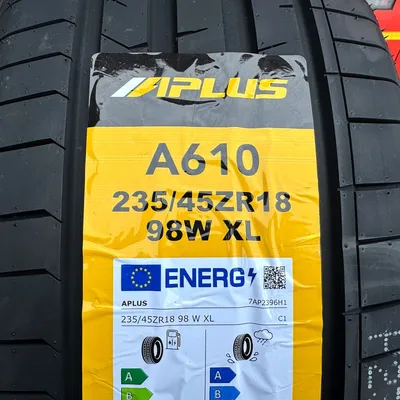 APLUS
A610
235/45ZR18
98W XL
ENERG
APLUS 7AP2396H1
235/45ZR18 98 W XL C1
A A
B B